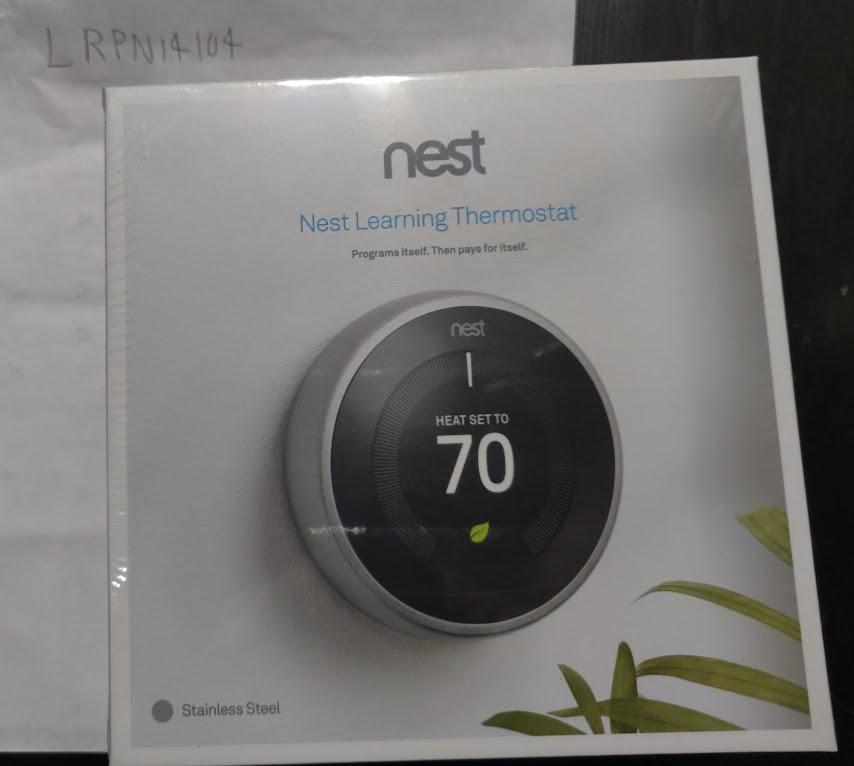 LRPN14104
nest
Nest Learning Thermostat
Programs itself. Then pays for itself.
nest
HEAT SET TO
70
Stainless Steel